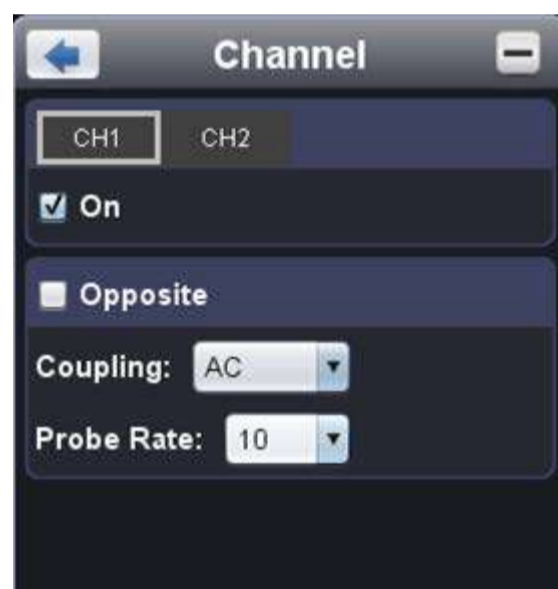 Channel
CH1 CH2
On
Opposite
Coupling: AC
Probe Rate: 10